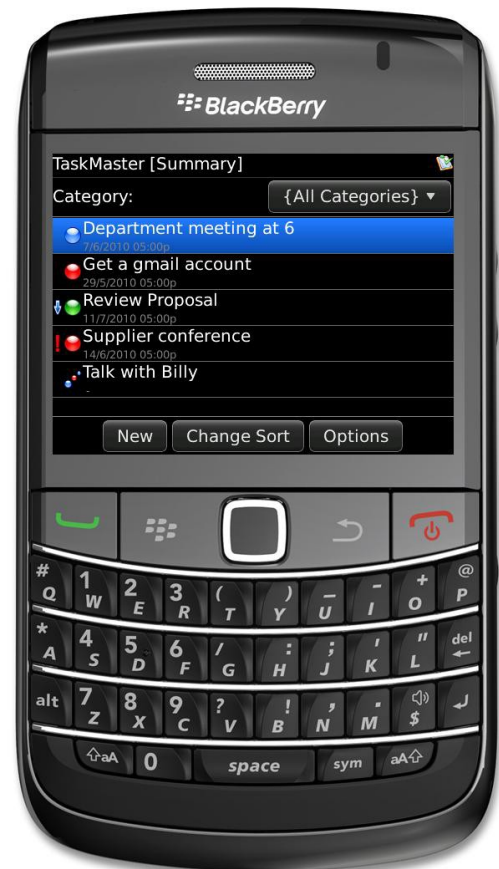 BlackBerry
TaskMaster [Summary]
Category: {All Categories}
Department meeting at 6
7/6/2010 05:00p
Get a gmail account
29/5/2010 05:00p
Review Proposal
11/7/2010 05:00p
! Supplier conference
14/6/2010 05:00p
Talk with Billy
-
New Change Sort Options
# 1 2 3 ( ) _ - + @
Q W E R T Y U I O P
* 4 5 6 / : ; ' " del
A S D F G H J K L
alt 7 8 9 ? ! , .
Z X C V B N M $
aA 0 space sym aA